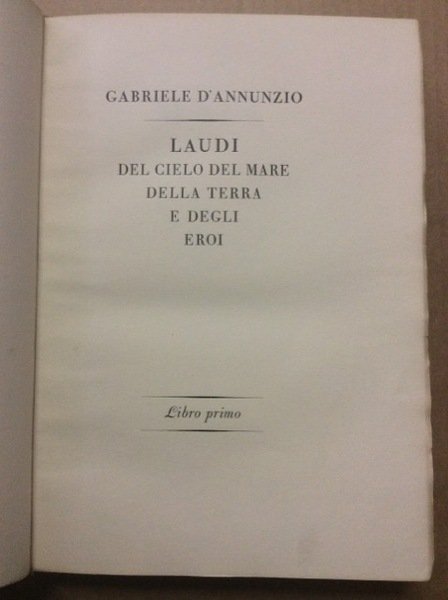 GABRIELE D'ANNUNZIO
LAUDI
DEL CIELO DEL MARE
DELLA TERRA
E DEGLI
EROI
Libro primo